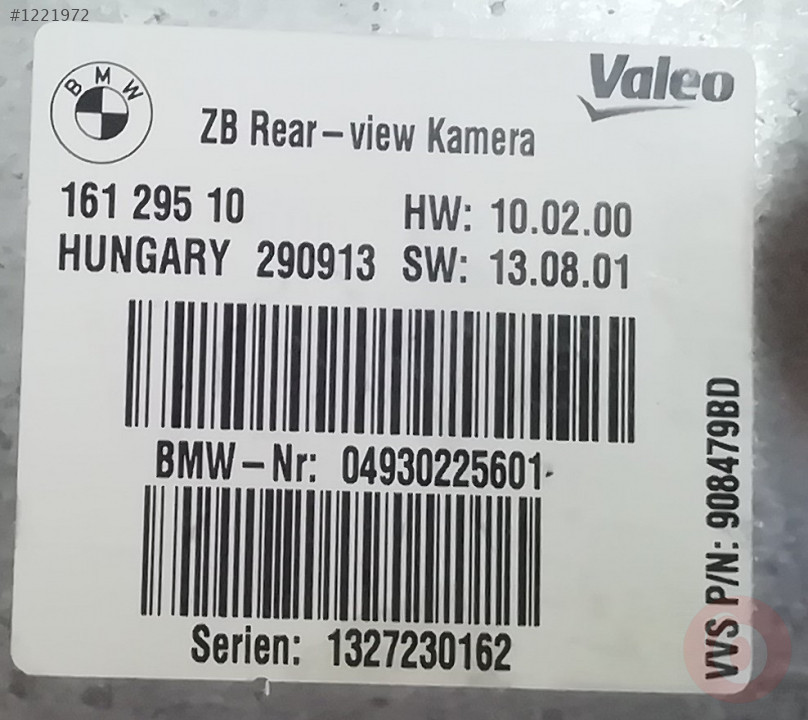 #1221972
BMW
Valeo
ZB Rear-view Kamera
161 295 10 HW: 10.02.00
HUNGARY 290913 SW: 13.08.01
BMW-Nr: 04930225601-
Serien: 1327230162
VVS P/N: 908479BD